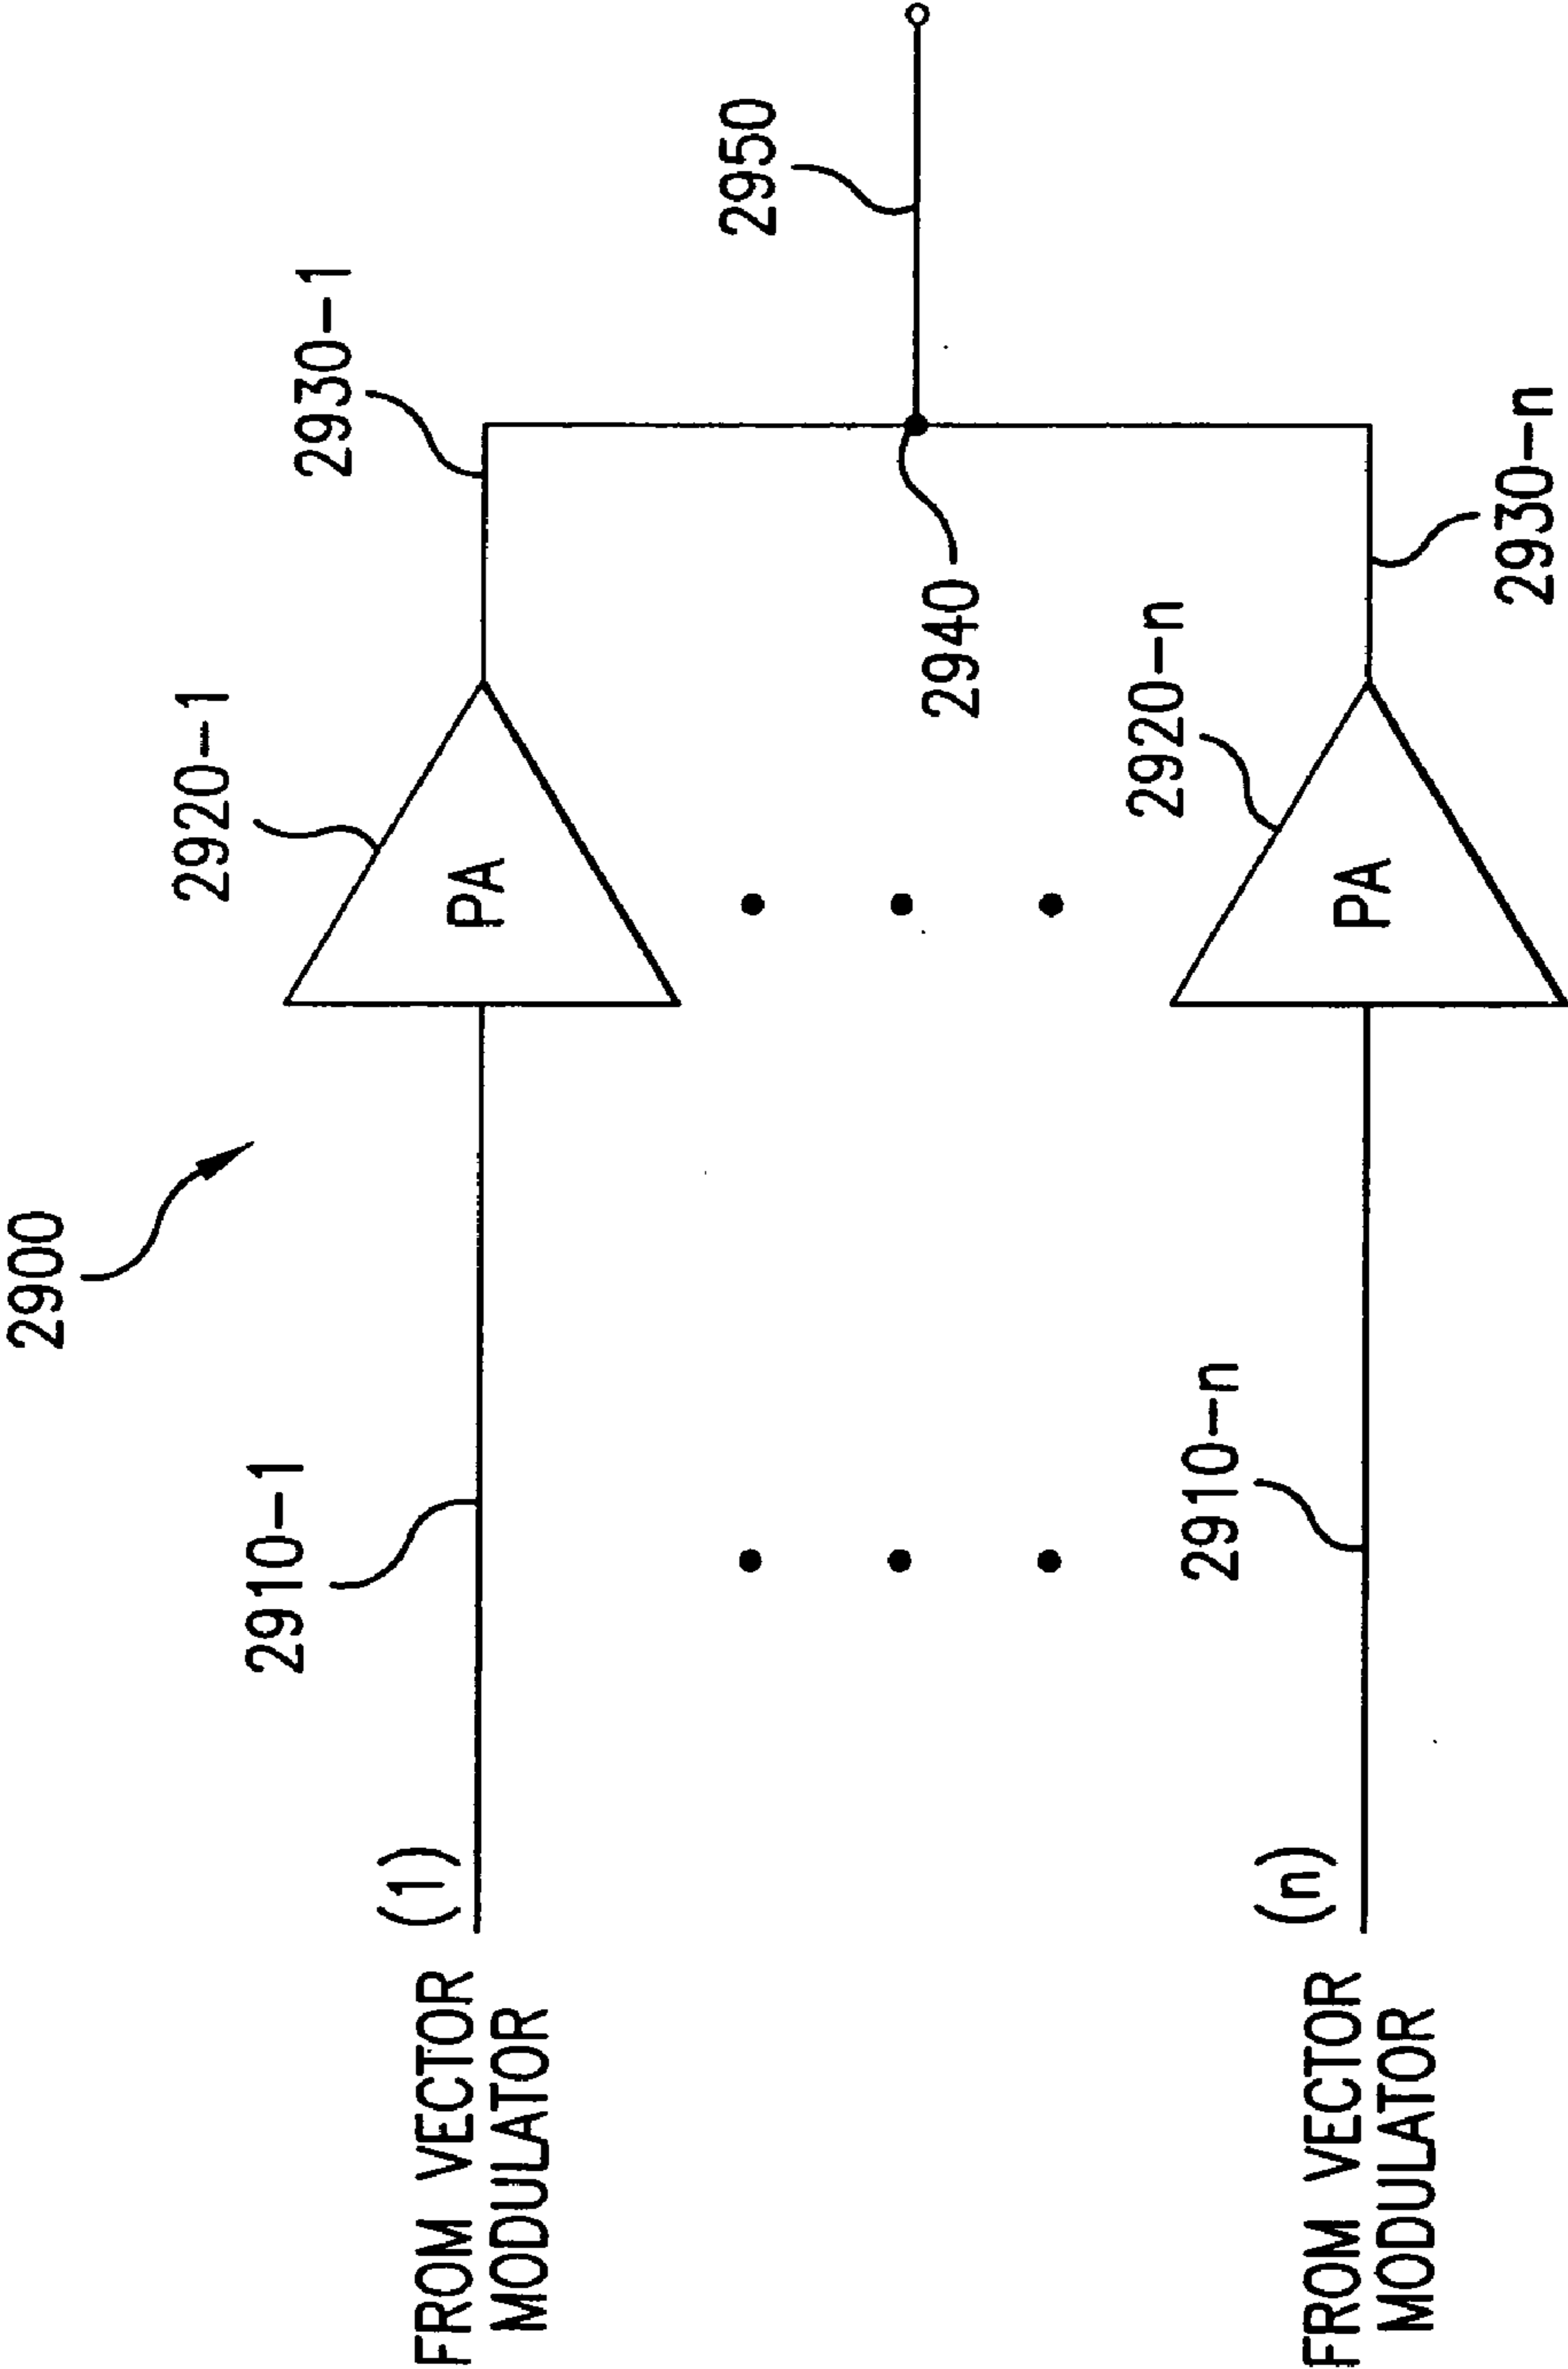 2900
2910-1
2920-1
2930-1
(1)
FROM VECTOR
MODULATOR
PA
2950
2940
2910-n
2920-n
2930-n
(n)
FROM VECTOR
MODULATOR
PA